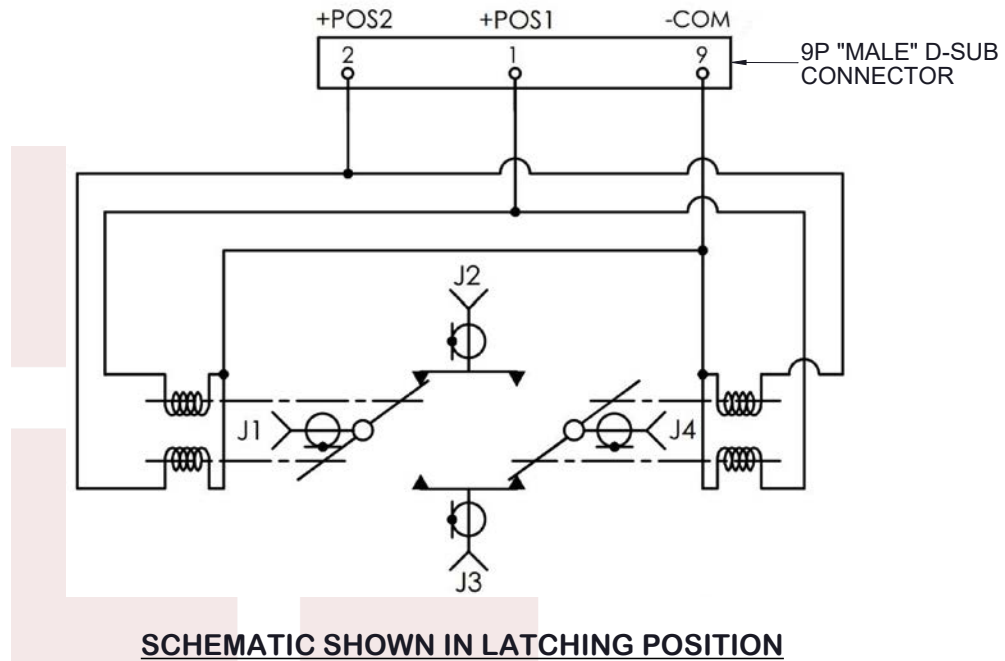 +POS2 +POS1 -COM
2 1 9
9P "MALE" D-SUB
CONNECTOR
J2
J1 J4
J3
SCHEMATIC SHOWN IN LATCHING POSITION